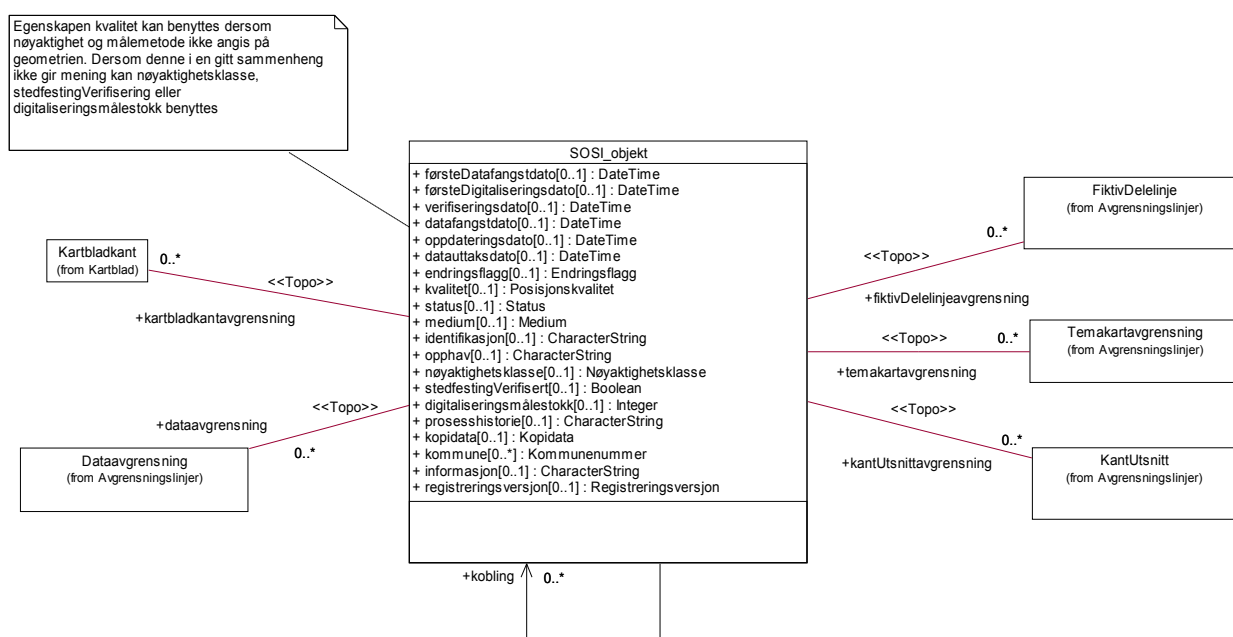 Egenskapen kvalitet kan benyttes dersom
nøyaktighet og målemetode ikke angis på
geometrien. Dersom denne i en gitt sammenheng
ikke gir mening kan nøyaktighetsklasse,
stedfestingVerifisering eller
digitaliseringsmålestokk benyttes
SOSI_objekt
+ førsteDatafangstdato[0..1] : DateTime
+ førsteDigitaliseringsdato[0..1] : DateTime
+ verifiseringsdato[0..1] : DateTime
+ datafangstdato[0..1] : DateTime
+ oppdateringsdato[0..1] : DateTime
+ datauttaksdato[0..1] : DateTime
+ endringsflagg[0..1] : Endringsflagg
+ kvalitet[0..1] : Posisjonskvalitet
+ status[0..1] : Status
+ medium[0..1] : Medium
+ identifikasjon[0..1] : CharacterString
+ opphav[0..1] : CharacterString
+ nøyaktighetsklasse[0..1] : Nøyaktighetsklasse
+ stedfestingVerifisert[0..1] : Boolean
+ digitaliseringsmålestokk[0..1] : Integer
+ prosesshistorie[0..1] : CharacterString
+ kopidata[0..1] : Kopidata
+ kommune[0..*] : Kommunenummer
+ informasjon[0..1] : CharacterString
+ registreringsversjon[0..1] : Registreringsversjon
Kartbladkant
(from Kartblad)
0..*
<<Topo>>
+kartbladkantavgrensning
<<Topo>>
+dataavgrensning
0..*
Dataavgrensning
(from Avgrensningslinjer)
FiktivDelelinje
(from Avgrensningslinjer)
0..*
<<Topo>>
+fiktivDelelinjeavgrensning
<<Topo>>
0..*
+temakartavgrensning
Temakartavgrensning
(from Avgrensningslinjer)
<<Topo>>
0..*
+kantUtsnittavgrensning
KantUtsnitt
(from Avgrensningslinjer)
+kobling
0..*